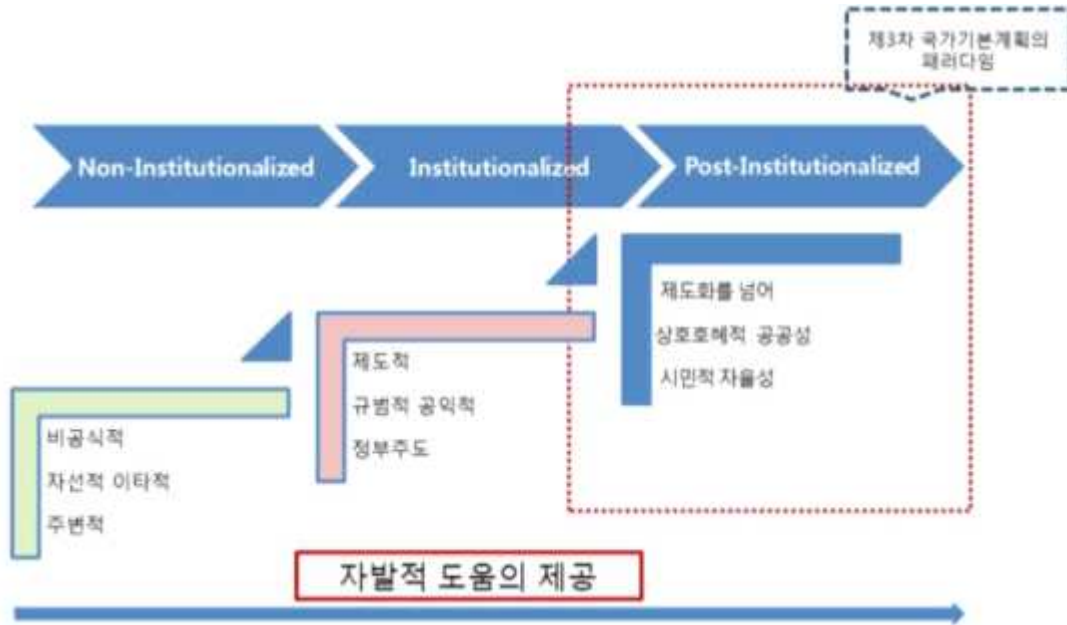 제3차 국가기본계획의
패러다임
Non-Institutionalized
Institutionalized
Post-Institutionalized
제도화를 넘어
상호호혜적 공공성
시민적 자율성
제도적
규범적 공익적
정부주도
비공식적
자선적 이타적
주변적
자발적 도움의 제공